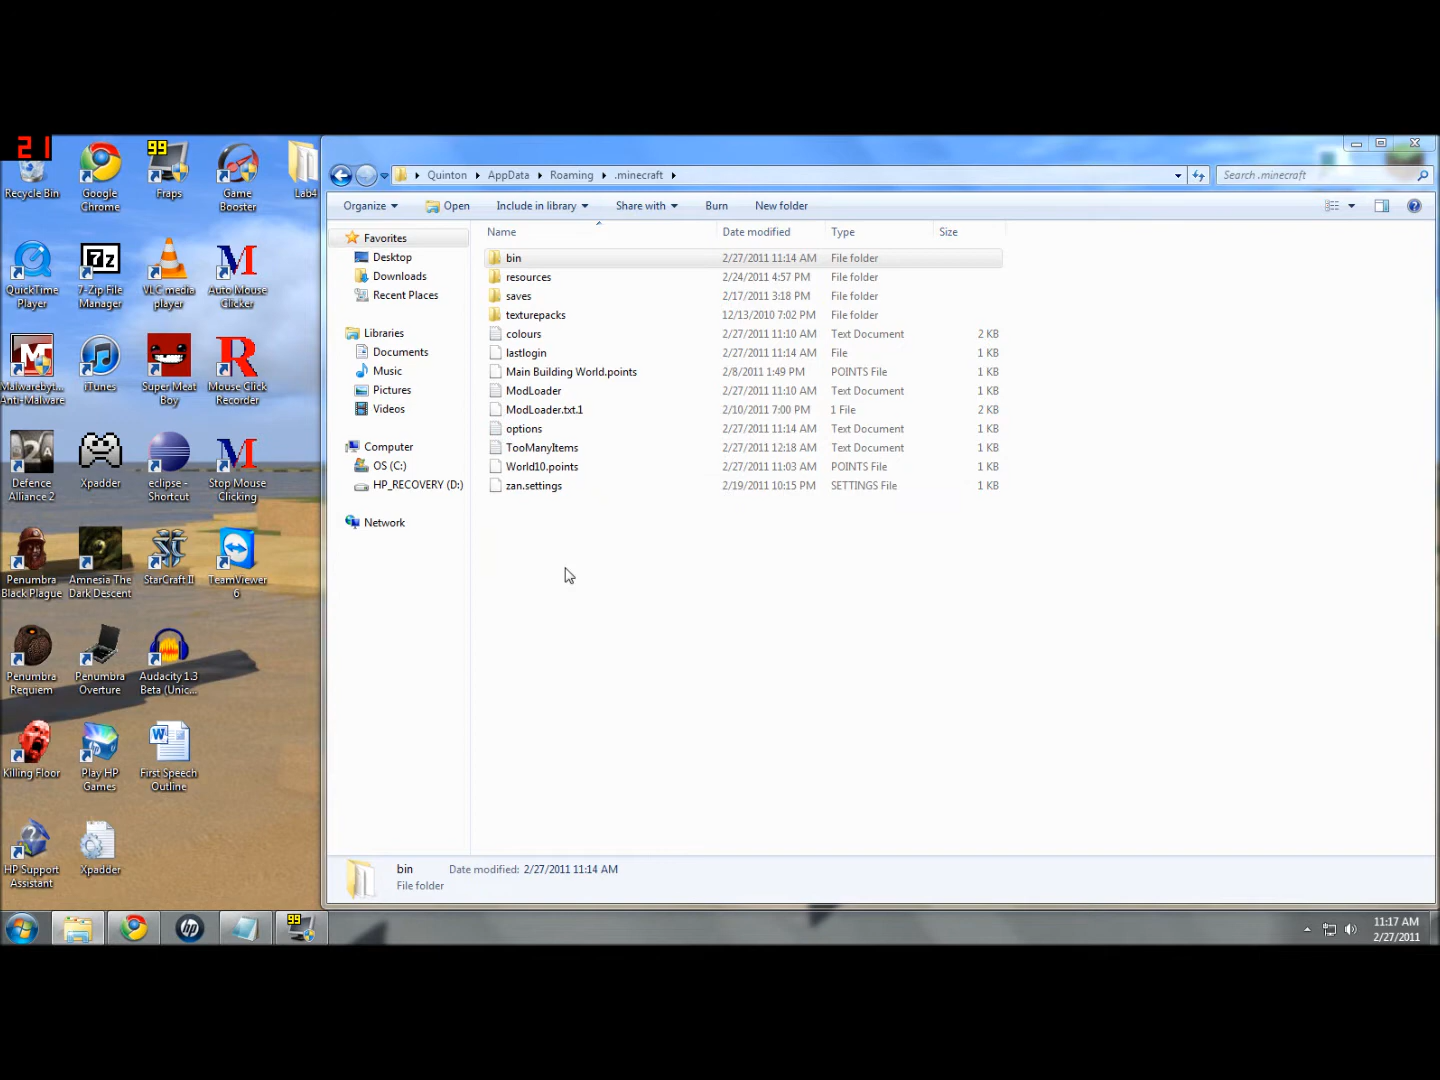 21
Recycle Bin
Google
Chrome
99
Fraps
Game
Booster
Lab4
QuickTime
Player
7z
7-Zip File
Manager
VLC media
player
M
Auto Mouse
Clicker
M
Malwarebyt...
Anti-Malware
iTunes
Super Meat
Boy
R
Mouse Click
Recorder
2A
Defence
Alliance 2
Xpadder
eclipse -
Shortcut
M
Stop Mouse
Clicking
Penumbra
Black Plague
Amnesia The
Dark Descent
StarCraft II
TeamViewer
6
Penumbra
Requiem
Penumbra
Overture
Audacity 1.3
Beta (Unic...
Killing Floor
Play HP
Games
W
First Speech
Outline
HP Support
Assistant
Xpadder
Quinton
AppData
Roaming
.minecraft
Search .minecraft
Organize
Open
Include in library
Share with
Burn
New folder
Favorites
Desktop
Downloads
Recent Places
Libraries
Documents
Music
Pictures
Videos
Computer
OS (C:)
HP_RECOVERY (D:)
Network
Name Date modified Type Size
bin 2/27/2011 11:14 AM File folder
resources 2/24/2011 4:57 PM File folder
saves 2/17/2011 3:18 PM File folder
texturepacks 12/13/2010 7:02 PM File folder
colours 2/27/2011 11:10 AM Text Document 2 KB
lastlogin 2/27/2011 11:14 AM File 1 KB
Main Building World.points 2/8/2011 1:49 PM POINTS File 1 KB
ModLoader 2/27/2011 11:10 AM Text Document 1 KB
ModLoader.txt.1 2/10/2011 7:00 PM 1 File 2 KB
options 2/27/2011 11:14 AM Text Document 1 KB
TooManyItems 2/27/2011 12:18 AM Text Document 1 KB
World10.points 2/27/2011 11:03 AM POINTS File 1 KB
zan.settings 2/19/2011 10:15 PM SETTINGS File 1 KB
bin Date modified: 2/27/2011 11:14 AM
File folder
hp
99
11:17 AM
2/27/2011